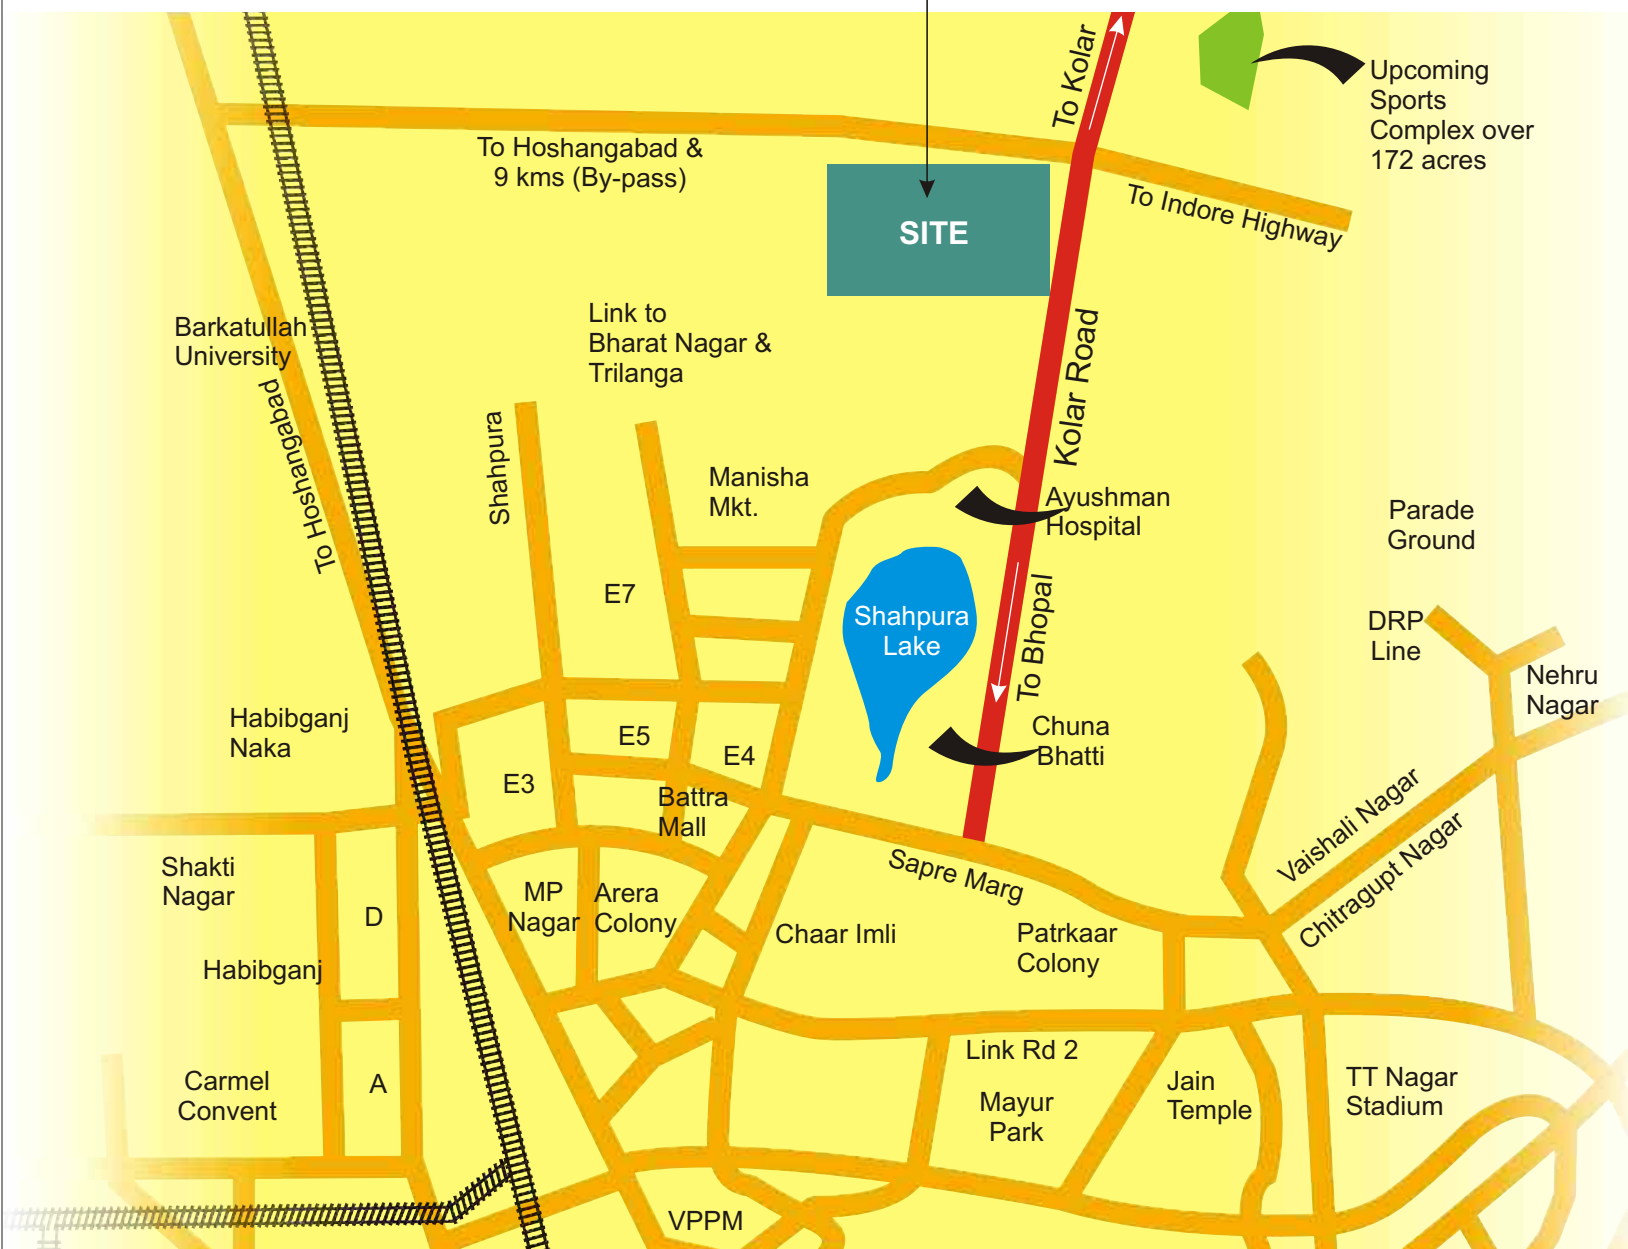 To Kolar
Upcoming
Sports
Complex over
172 acres
To Hoshangabad &
9 kms (By-pass)
To Indore Highway
SITE
Barkatullah
University
Link to
Bharat Nagar &
Trilanga
Kolar Road
To Hoshangabad
Shahpura
Manisha
Mkt.
Ayushman
Hospital
Parade
Ground
E7
Shahpura
Lake
To Bhopal
DRP
Line
Nehru
Nagar
Habibganj
Naka
E5
E4
E3
Chuna
Bhatti
Battra
Mall
Vaishali Nagar
Chitragupt Nagar
Shakti
Nagar
D
MP
Nagar
Arera
Colony
Sapre Marg
Chaar Imli
Patrkaar
Colony
Habibganj
Link Rd 2
Carmel
Convent
A
Mayur
Park
Jain
Temple
TT Nagar
Stadium
VPPM